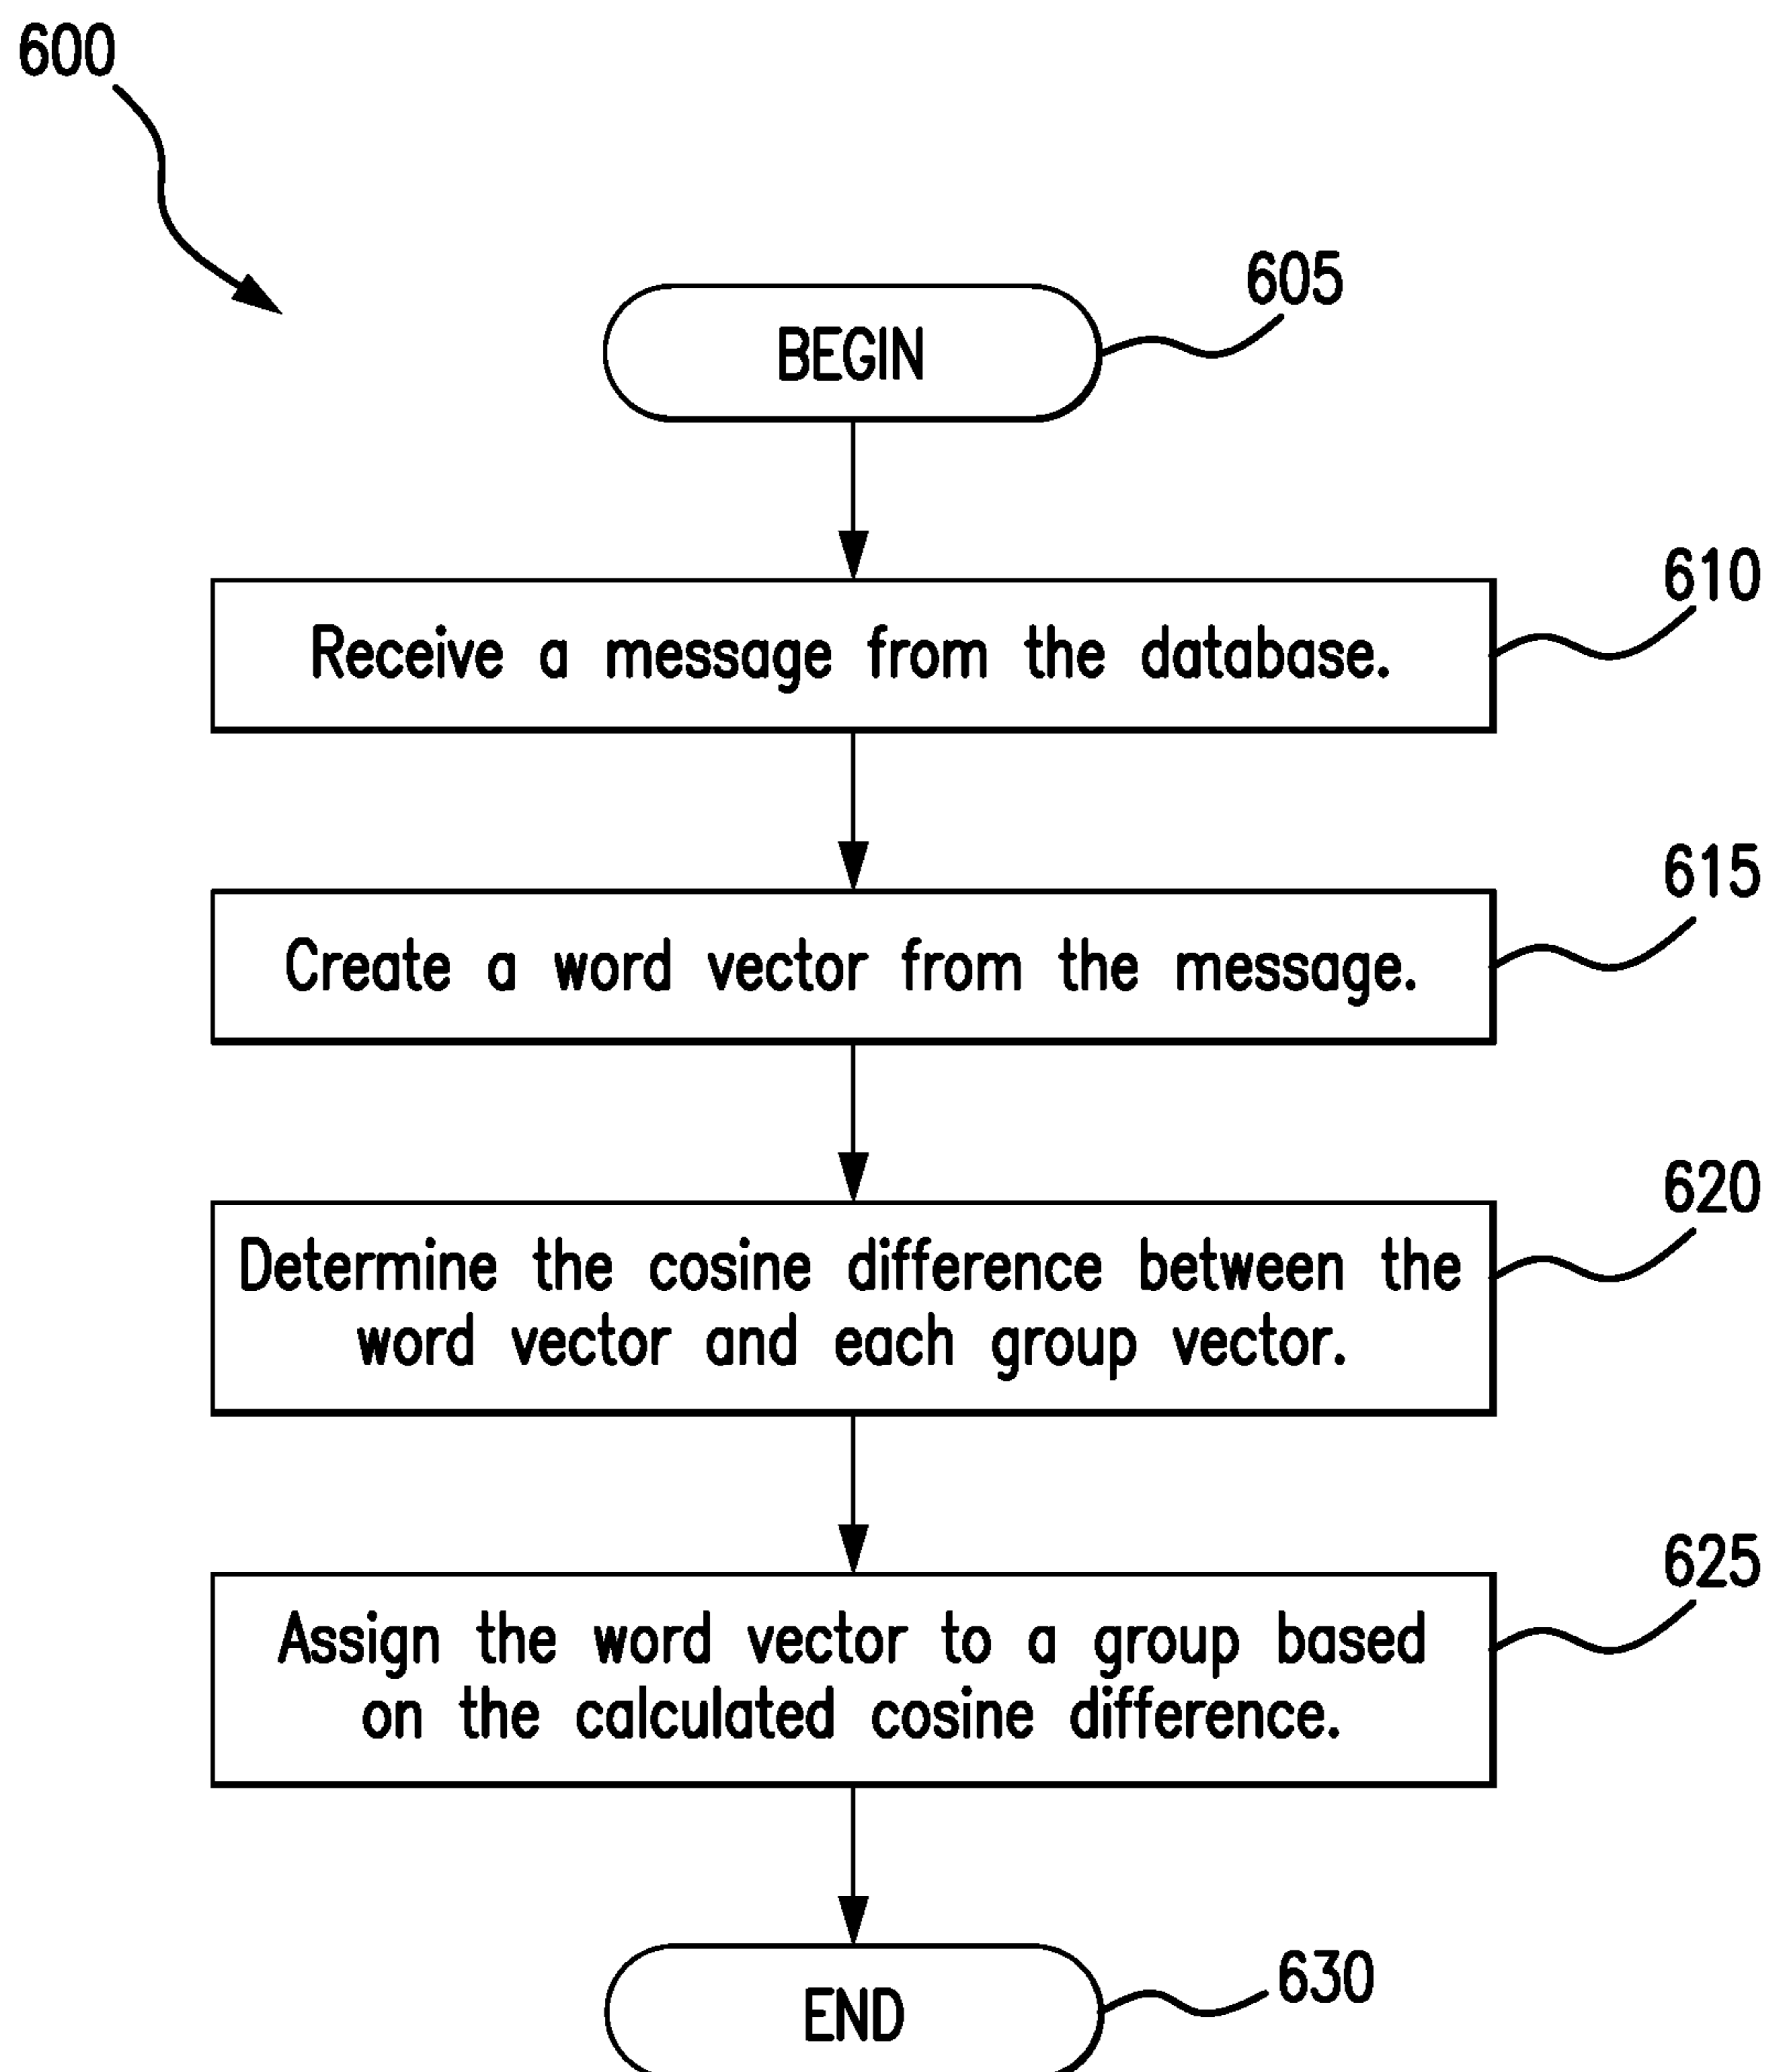 600
605
BEGIN
610
Receive a message from the database.
615
Create a word vector from the message.
620
Determine the cosine difference between the
word vector and each group vector.
625
Assign the word vector to a group based
on the calculated cosine difference.
630
END